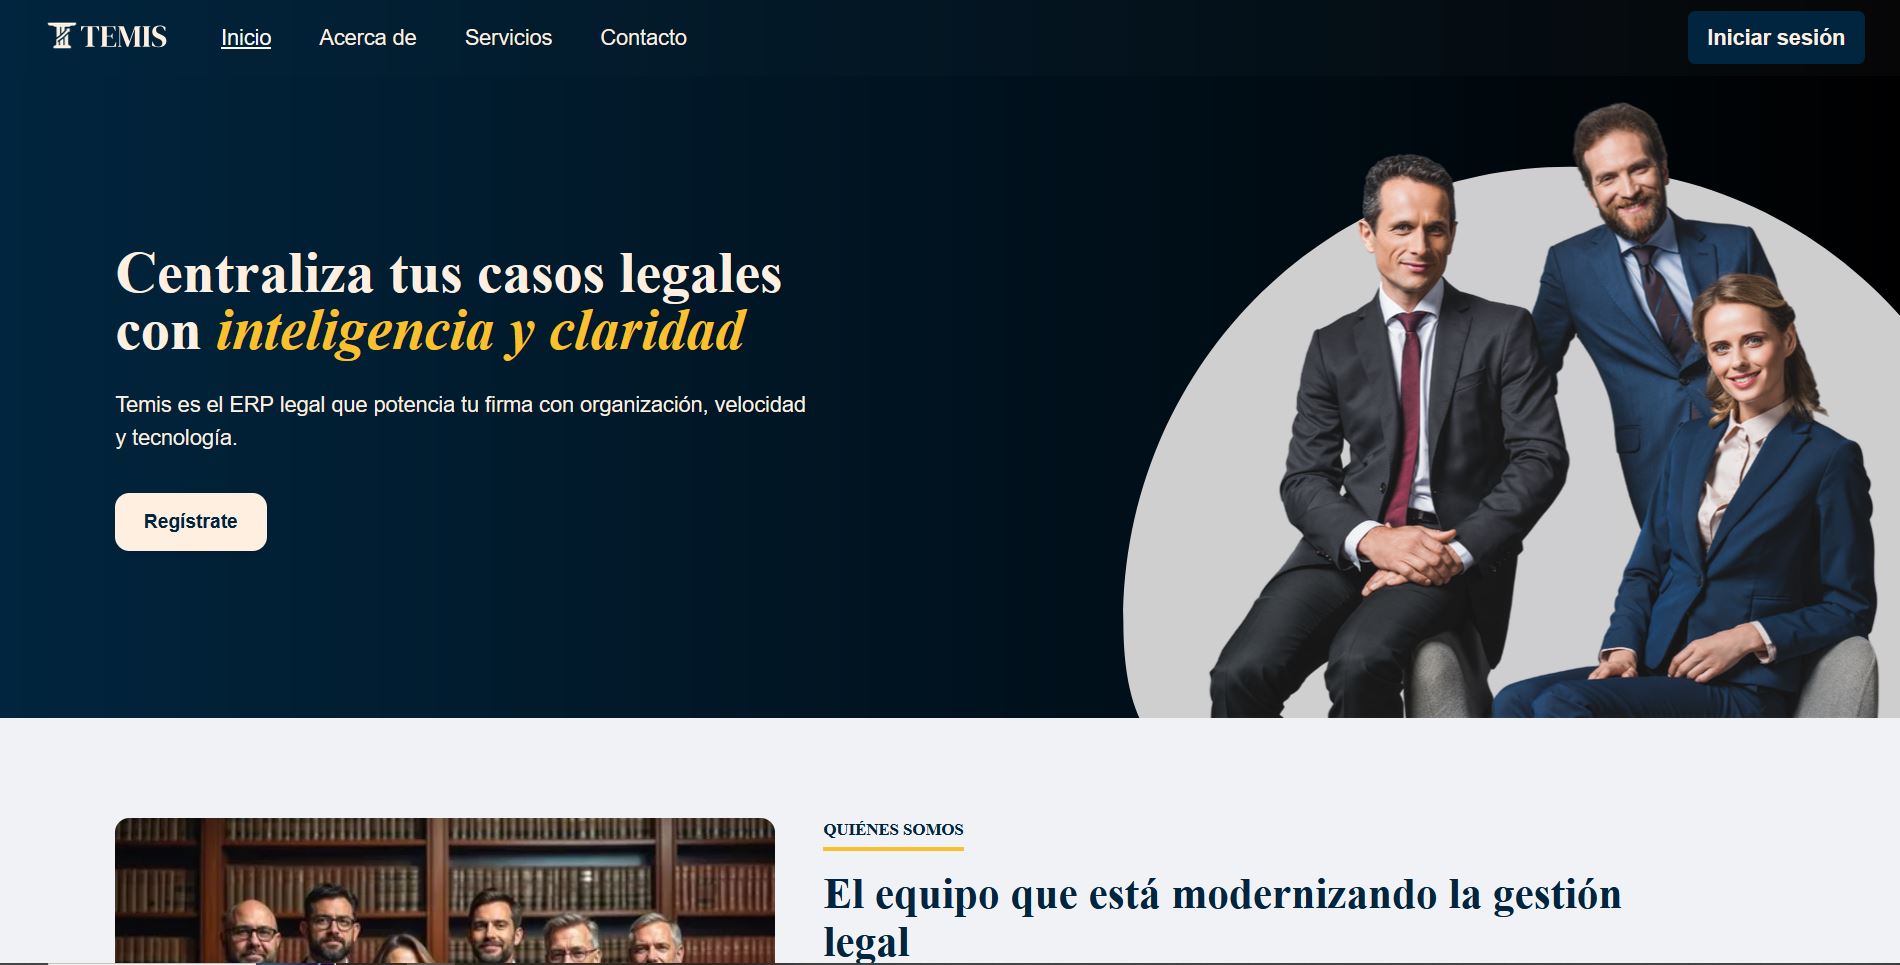 TEMIS
Inicio
Acerca de
Servicios
Contacto
Iniciar sesión
Centraliza tus casos legales
con inteligencia y claridad
Temis es el ERP legal que potencia tu firma con organización, velocidad
y tecnología.
Regístrate
QUIÉNES SOMOS
El equipo que está modernizando la gestión
legal